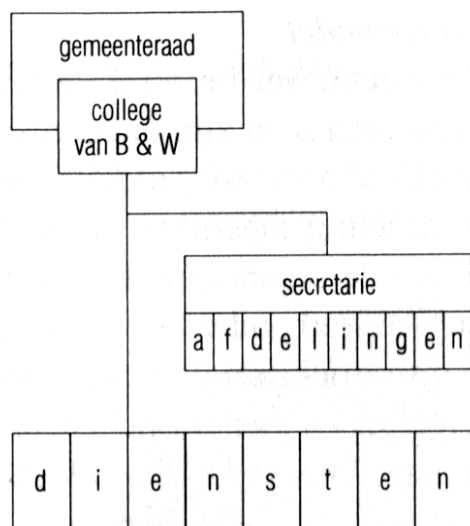 gemeenteraad
college
van B & W
secretarie
a f d e l i n g e n
d i e n s t e n